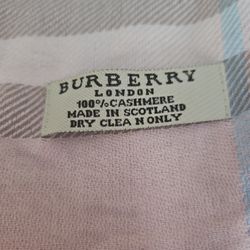 BURBERRY
LONDON
100% CASHMERE
MADE IN SCOTLAND
DRY CLEA N ONLY